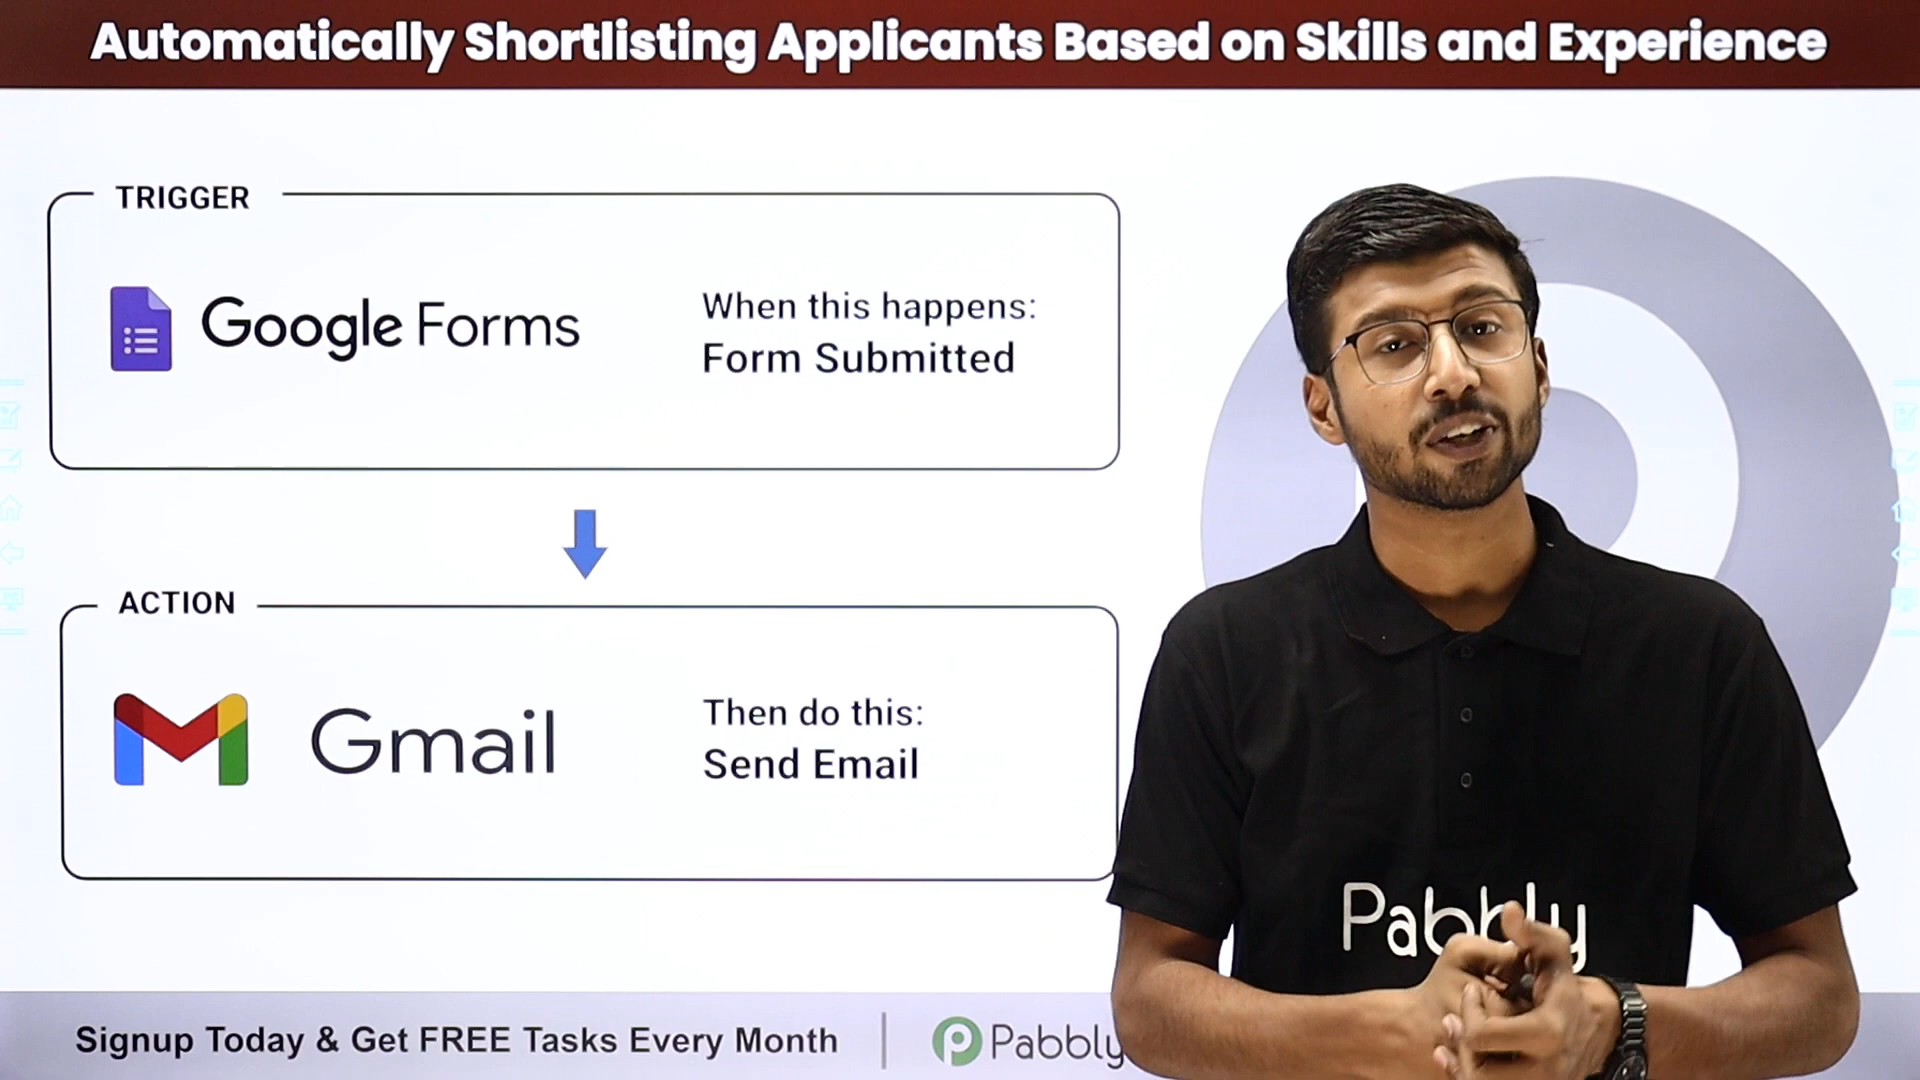 Automatically Shortlisting Applicants Based on Skills and Experience
TRIGGER
Google Forms
When this happens:
Form Submitted
ACTION
Gmail
Then do this:
Send Email
Pabbly
Signup Today & Get FREE Tasks Every Month
Pabbly